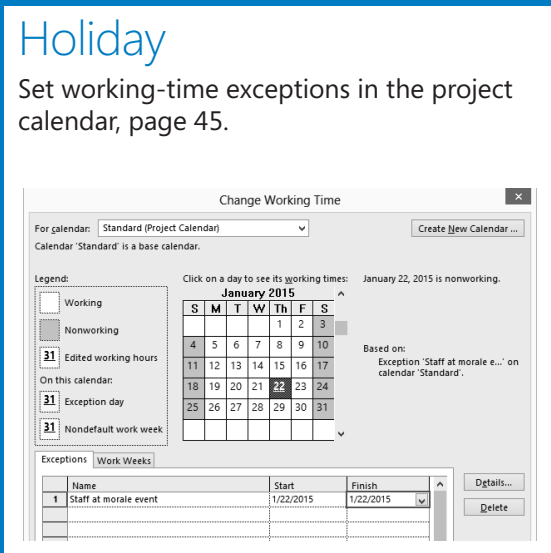 Holiday
Set working-time exceptions in the project
calendar, page 45.
Change Working Time
×
For calendar: Standard (Project Calendar)
Create New Calendar ...
Calendar 'Standard' is a base calendar.
Legend:
Working
Nonworking
31 Edited working hours
On this calendar:
31 Exception day
31 Nondefault work week
Click on a day to see its working times:
January 2015
S M T W Th F S
1 2 3
4 5 6 7 8 9 10
11 12 13 14 15 16 17
18 19 20 21 22 23 24
25 26 27 28 29 30 31
January 22, 2015 is nonworking.
Based on:
Exception 'Staff at morale e...' on
calendar 'Standard'.
Exceptions Work Weeks
Name Start Finish
1 Staff at morale event 1/22/2015 1/22/2015
Details...
Delete